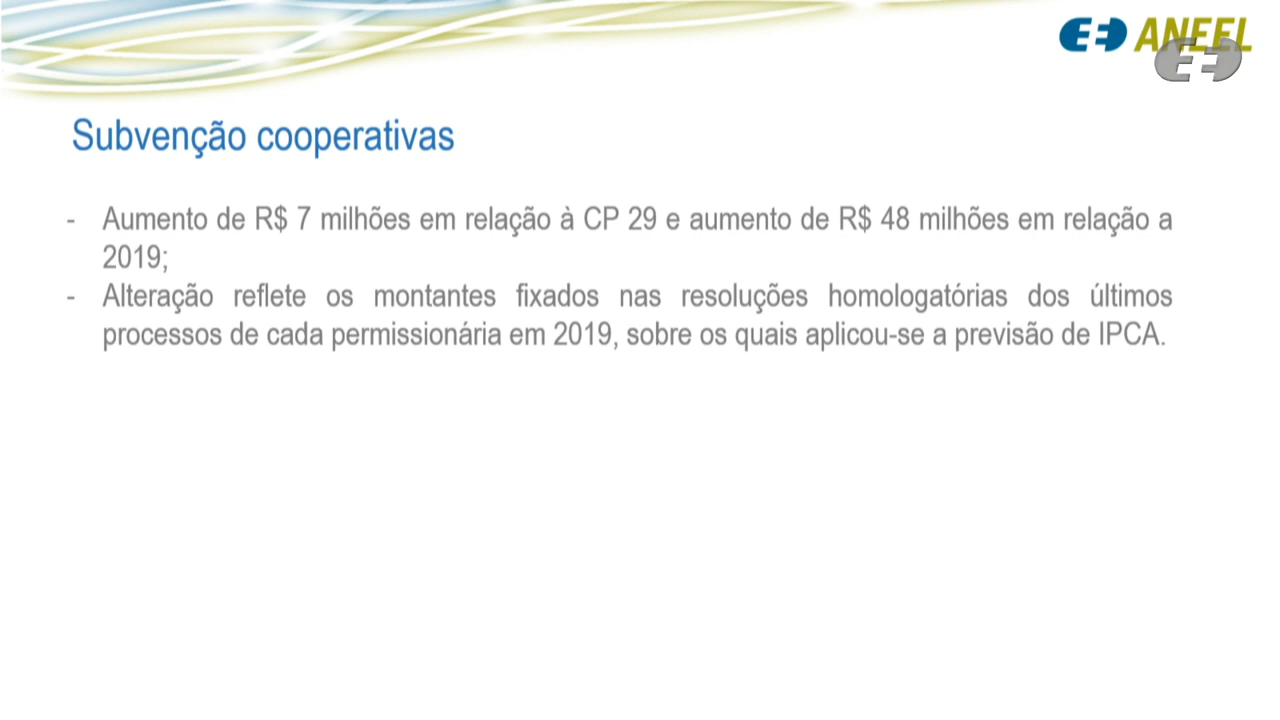 ANEEL
Subvenção cooperativas
- Aumento de R$ 7 milhões em relação à CP 29 e aumento de R$ 48 milhões em relação a
2019;
- Alteração reflete os montantes fixados nas resoluções homologatórias dos últimos
processos de cada permissionária em 2019, sobre os quais aplicou-se a previsão de IPCA.